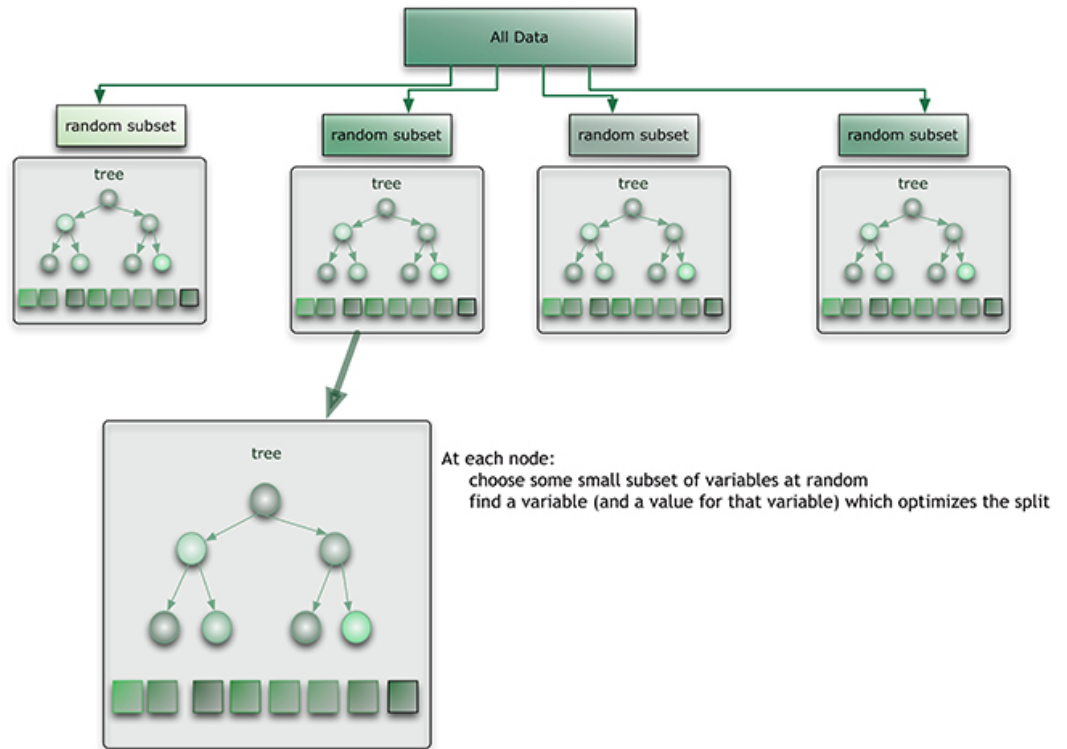 All Data
random subset
random subset
random subset
random subset
tree
tree
tree
tree
tree
At each node:
choose some small subset of variables at random
find a variable (and a value for that variable) which optimizes the split